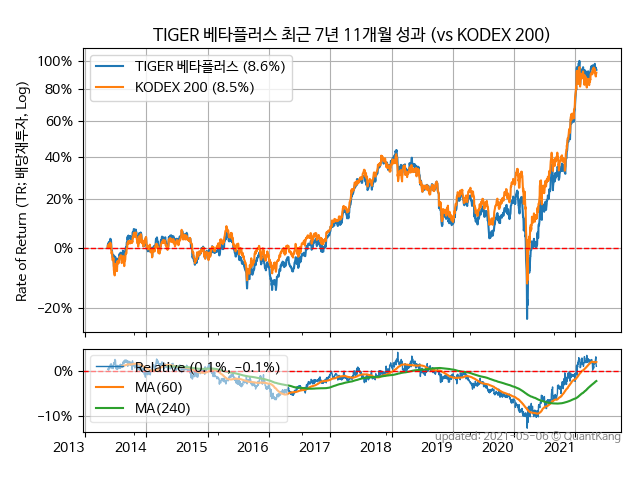 TIGER 베타플러스 최근 7년 11개월 성과 (vs KODEX 200)
Rate of Return (TR: 배당재투자, Log)
100%
80%
60%
40%
20%
0%
−20%
TIGER 베타플러스 (8.6%)
KODEX 200 (8.5%)
0%
−10%
Relative (0.1%, −0.1%)
MA(60)
MA(240)
2013 2014 2015 2016 2017 2018 2019 2020 2021
updated: 2021-05-06 © QuantKang